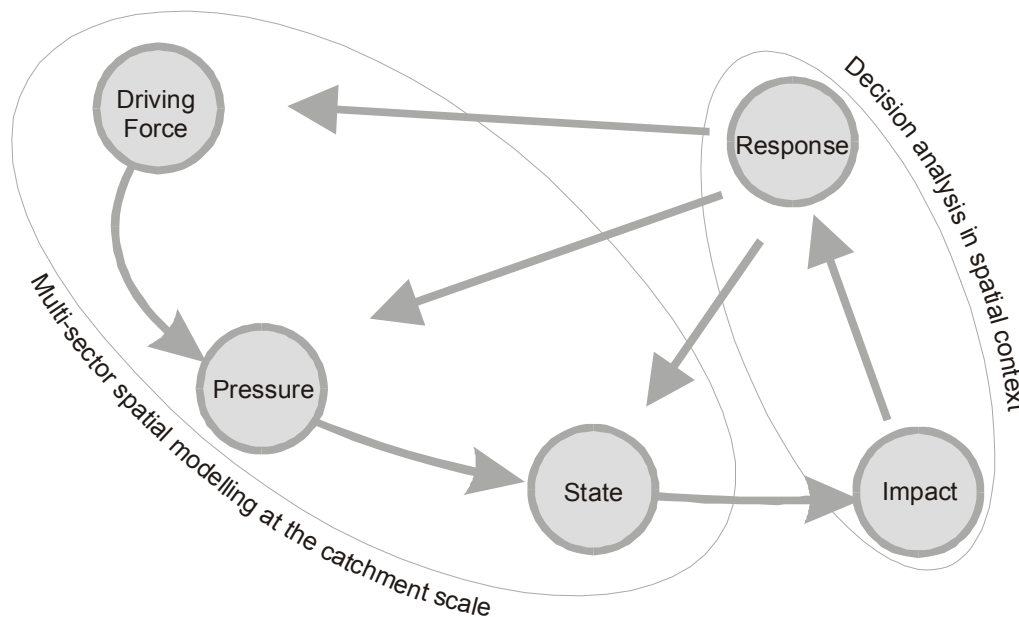 Driving
Force
Response
Decision analysis in spatial context
Multi-sector spatial modelling at the catchment scale
Pressure
State
Impact